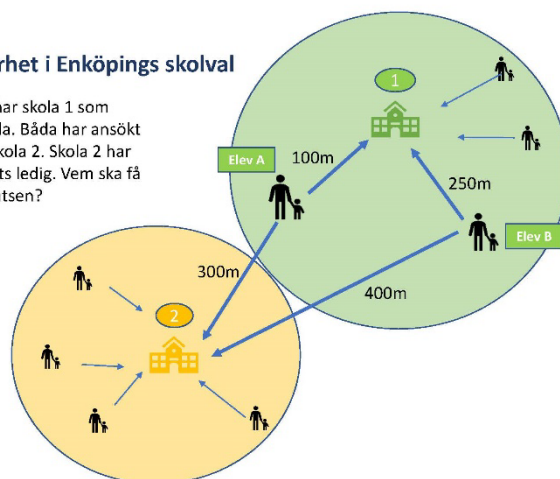 rhet i Enköpings skolval
har skola 1 som
la. Båda har ansökt
kola 2. Skola 2 har
ts ledig. Vem ska få
tsen?
1
Elev A
100m
250m
Elev B
300m
400m
2